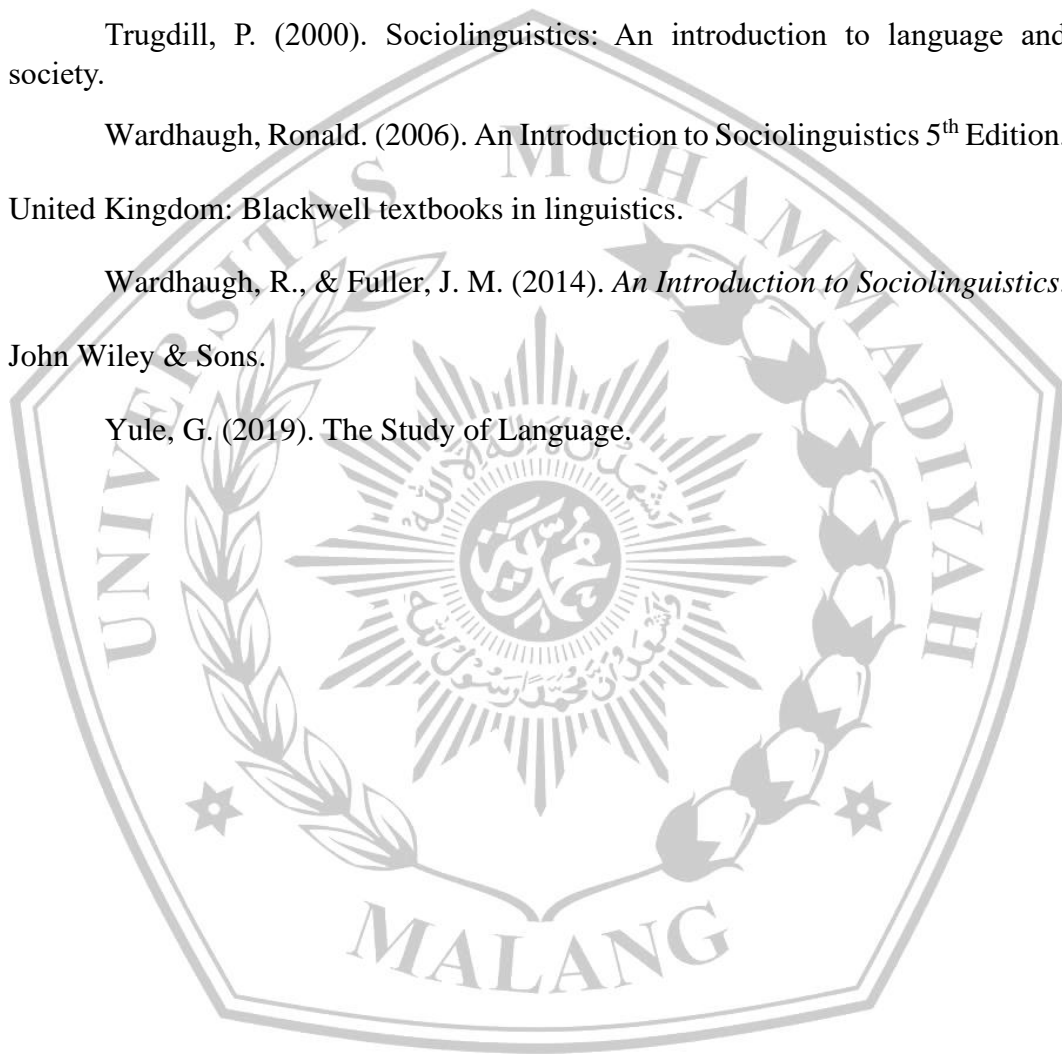 Trugdill, P. (2000). Sociolinguistics: An introduction to language and
society.
Wardhaugh, Ronald. (2006). An Introduction to Sociolinguistics 5th Edition.
United Kingdom: Blackwell textbooks in linguistics.
Wardhaugh, R., & Fuller, J. M. (2014). An Introduction to Sociolinguistics.
John Wiley & Sons.
Yule, G. (2019). The Study of Language.
UNIVERSITAS MUHAMMADIYAH
MALANG